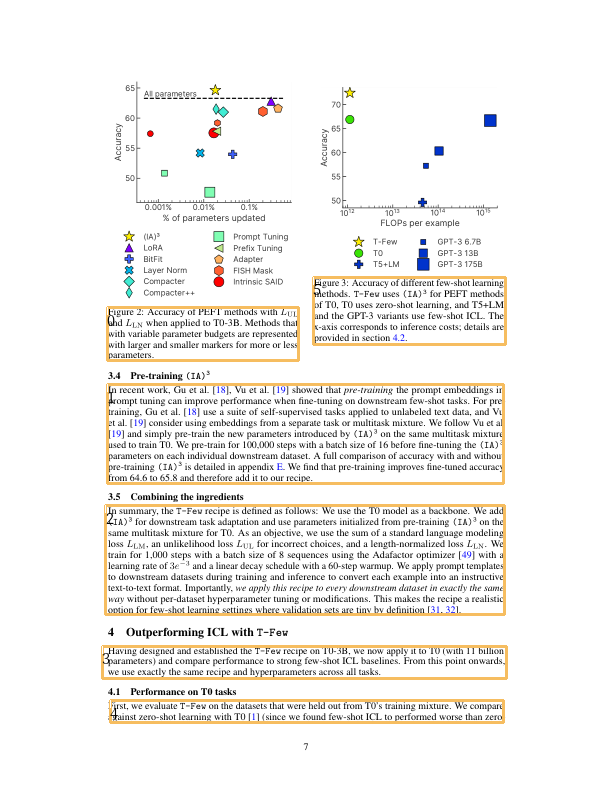 65
60
55
50
Accuracy
All parameters
0.001%
0.01%
0.1%
% of parameters updated
(IA)³
LoRA
BitFit
Layer Norm
Compacter
Compacter++
Prompt Tuning
Prefix Tuning
Adapter
FISH Mask
Intrinsic SAID
70
65
60
55
50
Accuracy
10¹²
10¹³
10¹⁴
10¹⁵
FLOPs per example
T-Few
T0
T5+LM
GPT-3 6.7B
GPT-3 13B
GPT-3 175B
Figure 2: Accuracy of PEFT methods with L_UL
and L_LN when applied to T0-3B. Methods that
with variable parameter budgets are represented
with larger and smaller markers for more or less
parameters.
Figure 3: Accuracy of different few-shot learning
methods. T-Few uses (IA)³ for PEFT methods
of T0, T0 uses zero-shot learning, and T5+LM
and the GPT-3 variants use few-shot ICL. The
x-axis corresponds to inference costs; details are
provided in section 4.2.
3.4 Pre-training (IA)³
1
In recent work, Gu et al. [18], Vu et al. [19] showed that pre-training the prompt embeddings in
prompt tuning can improve performance when fine-tuning on downstream few-shot tasks. For pre
training, Gu et al. [18] use a suite of self-supervised tasks applied to unlabeled text data, and Vu
et al. [19] consider using embeddings from a separate task or multitask mixture. We follow Vu et al
[19] and simply pre-train the new parameters introduced by (IA)³ on the same multitask mixture
used to train T0. We pre-train for 100,000 steps with a batch size of 16 before fine-tuning the (IA)³
parameters on each individual downstream dataset. A full comparison of accuracy with and without
pre-training (IA)³ is detailed in appendix E. We find that pre-training improves fine-tuned accuracy
from 64.6 to 65.8 and therefore add it to our recipe.
3.5 Combining the ingredients
2
In summary, the T-Few recipe is defined as follows: We use the T0 model as a backbone. We add
(IA)³ for downstream task adaptation and use parameters initialized from pre-training (IA)³ on the
same multitask mixture for T0. As an objective, we use the sum of a standard language modeling
loss L_LM, an unlikelihood loss L_UL for incorrect choices, and a length-normalized loss L_LN. We
train for 1,000 steps with a batch size of 8 sequences using the Adafactor optimizer [49] with a
learning rate of 3e⁻³ and a linear decay schedule with a 60-step warmup. We apply prompt templates
to downstream datasets during training and inference to convert each example into an instructive
text-to-text format. Importantly, we apply this recipe to every downstream dataset in exactly the same
way without per-dataset hyperparameter tuning or modifications. This makes the recipe a realistic
option for few-shot learning settings where validation sets are tiny by definition [31, 32].
4 Outperforming ICL with T-Few
3
Having designed and established the T-Few recipe on T0-3B, we now apply it to T0 (with 11 billion
parameters) and compare performance to strong few-shot ICL baselines. From this point onwards,
we use exactly the same recipe and hyperparameters across all tasks.
4.1 Performance on T0 tasks
4
First, we evaluate T-Few on the datasets that were held out from T0's training mixture. We compare
against zero-shot learning with T0 [1] (since we found few-shot ICL to performed worse than zero
7